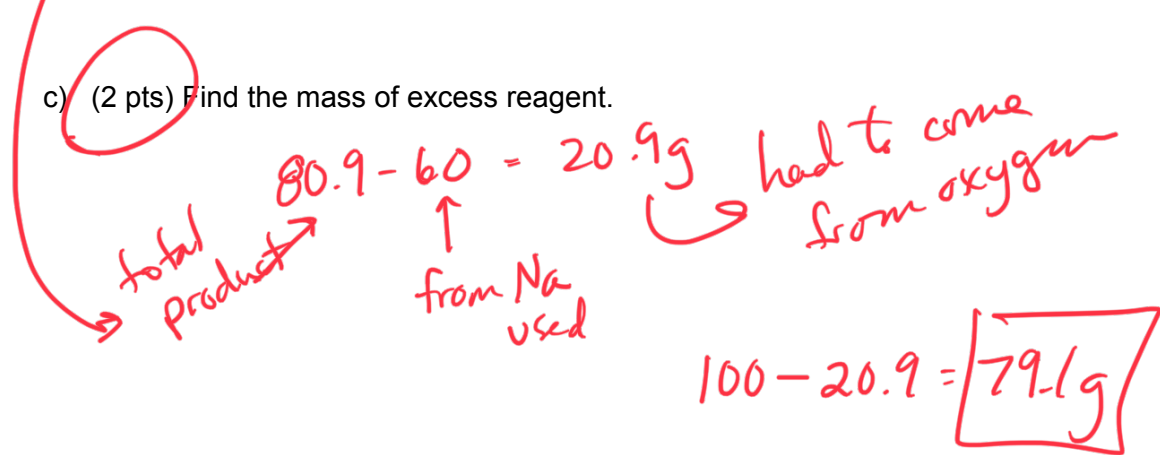 c) (2 pts) Find the mass of excess reagent.
80.9 - 60 = 20.9g had to come
from oxygen
total
product
from Na
used
100 - 20.9 = 79.1g